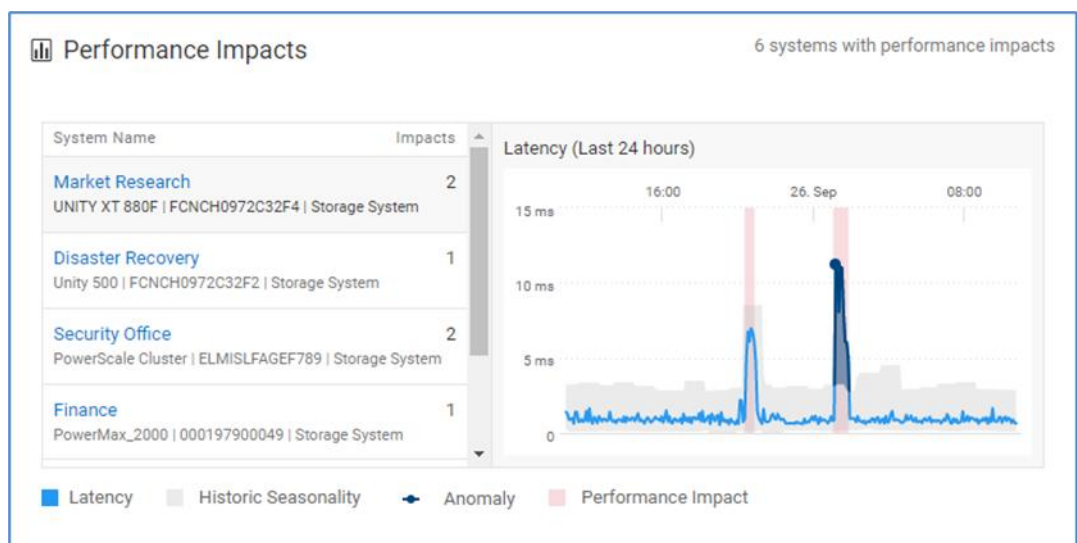 Performance Impacts
6 systems with performance impacts
System Name Impacts
Market Research 2
UNITY XT 880F | FCNCH0972C32F4 | Storage System
Disaster Recovery 1
Unity 500 | FCNCH0972C32F2 | Storage System
Security Office 2
PowerScale Cluster | ELMISLFAGEF789 | Storage System
Finance 1
PowerMax_2000 | 000197900049 | Storage System
Latency (Last 24 hours)
16:00 26. Sep 08:00
15 ms
10 ms
5 ms
0
Latency Historic Seasonality Anomaly Performance Impact